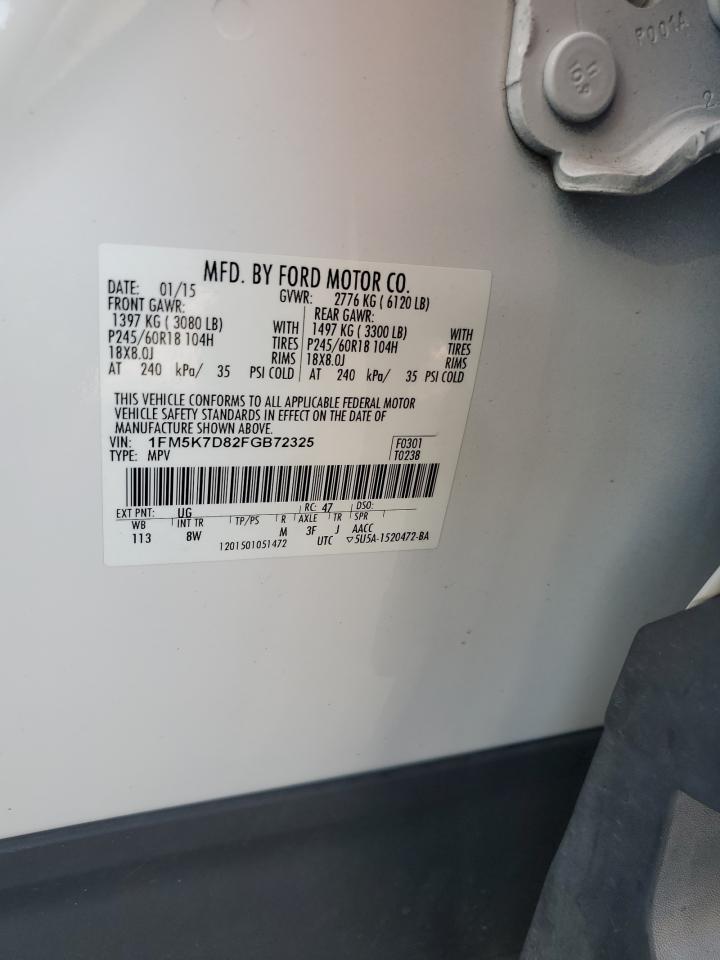 P001A
2
MFD. BY FORD MOTOR CO.
DATE: 01/15 GVWR: 2776 KG ( 6120 LB)
FRONT GAWR: REAR GAWR:
1397 KG ( 3080 LB) WITH 1497 KG ( 3300 LB) WITH
P245/60R18 104H TIRES P245/60R18 104H TIRES
18X8.0J RIMS 18X8.0J RIMS
AT 240 kPa/ 35 PSI COLD AT 240 kPa/ 35 PSI COLD
THIS VEHICLE CONFORMS TO ALL APPLICABLE FEDERAL MOTOR
VEHICLE SAFETY STANDARDS IN EFFECT ON THE DATE OF
MANUFACTURE SHOWN ABOVE.
VIN: 1FM5K7D82FGB72325 F0301
TYPE: MPV T0238
EXT PNT: UG RC: 47 DSO:
WB INT TR TP/PS R AXLE TR SPR
113 8W M 3F J AACC
1201501051472 UTC ▽5U5A-1520472-BA